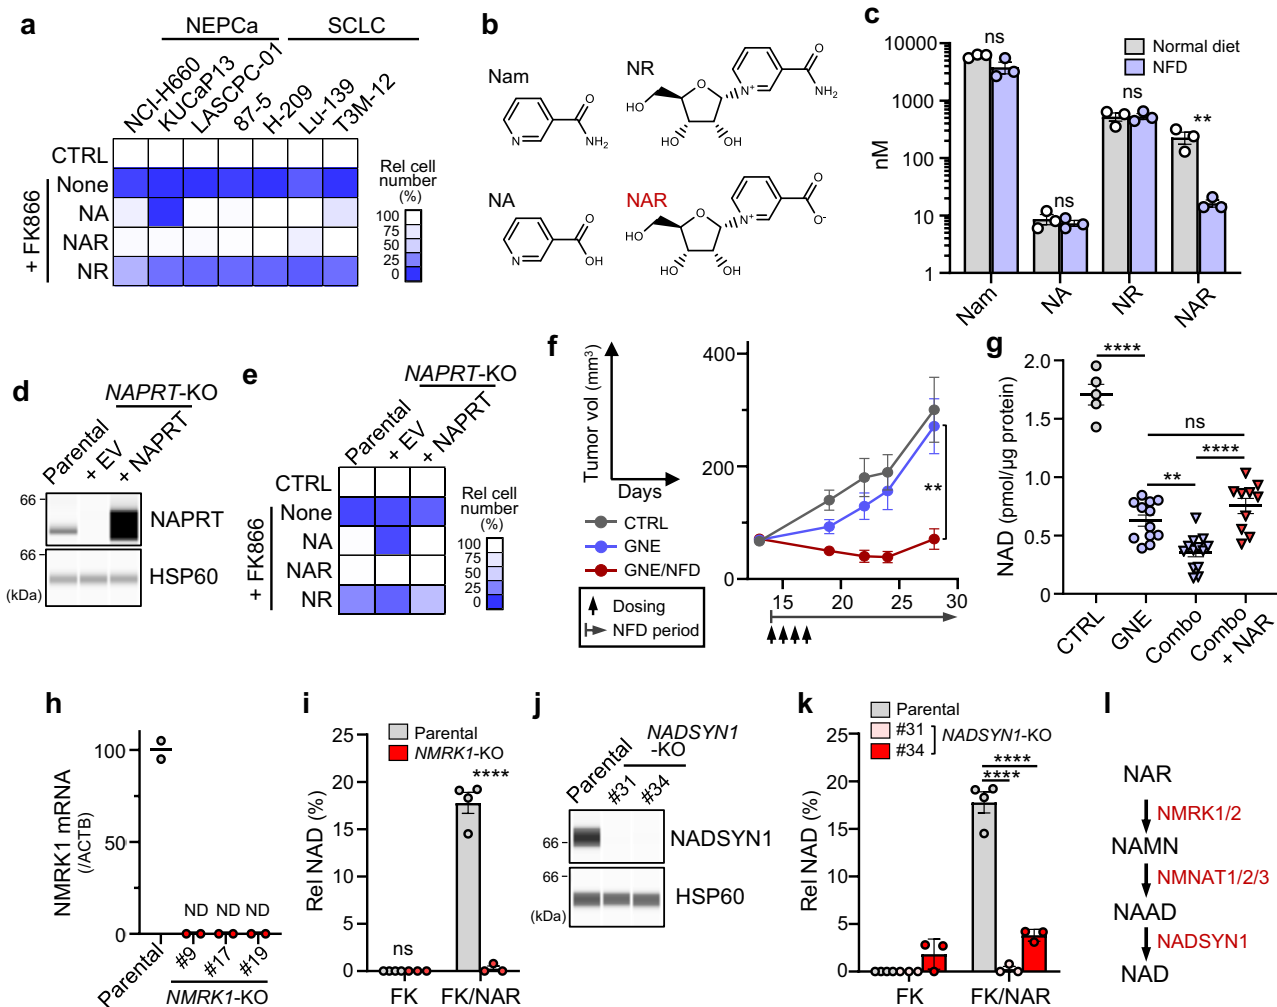 a
NEPCa
SCLC
NCI-H660
KUCaP13
LASCPC-01
87-5
H-209
Lu-139
T3M-12
CTRL
None
NA
NAR
NR
+ FK866
Rel cell
number
(%)
100
75
50
25
0
b
Nam
N
O
NH2
NR
HO
O
N+
O
NH2
HO
OH
NA
N
O
OH
NAR
HO
O
N+
O
O-
HO
OH
c
Normal diet
NFD
nM
10000
1000
100
10
1
ns
ns
ns
**
Nam
NA
NR
NAR
d
NAPRT-KO
Parental
+ EV
+ NAPRT
66
NAPRT
66
HSP60
(kDa)
e
NAPRT-KO
Parental
+ EV
+ NAPRT
CTRL
None
NA
NAR
NR
+ FK866
Rel cell
number
(%)
100
75
50
25
0
f
Tumor vol (mm3)
Days
CTRL
GNE
GNE/NFD
Dosing
NFD period
400
200
0
15
20
25
30
**
g
NAD (pmol/µg protein)
2.0
1.5
1.0
0.5
0
****
ns
**
****
CTRL
GNE
Combo
Combo
+ NAR
h
NMRK1 mRNA
(/ACTB)
100
50
0
ND ND ND
Parental
#9
#17
#19
NMRK1-KO
i
Parental
NMRK1-KO
Rel NAD (%)
25
20
15
10
5
0
ns
****
FK
FK/NAR
j
NADSYN1
-KO
Parental
#31
#34
66
NADSYN1
66
HSP60
(kDa)
k
Parental
#31
#34
NADSYN1-KO
Rel NAD (%)
25
20
15
10
5
0
****
****
FK
FK/NAR
l
NAR
NMRK1/2
NAMN
NMNAT1/2/3
NAAD
NADSYN1
NAD